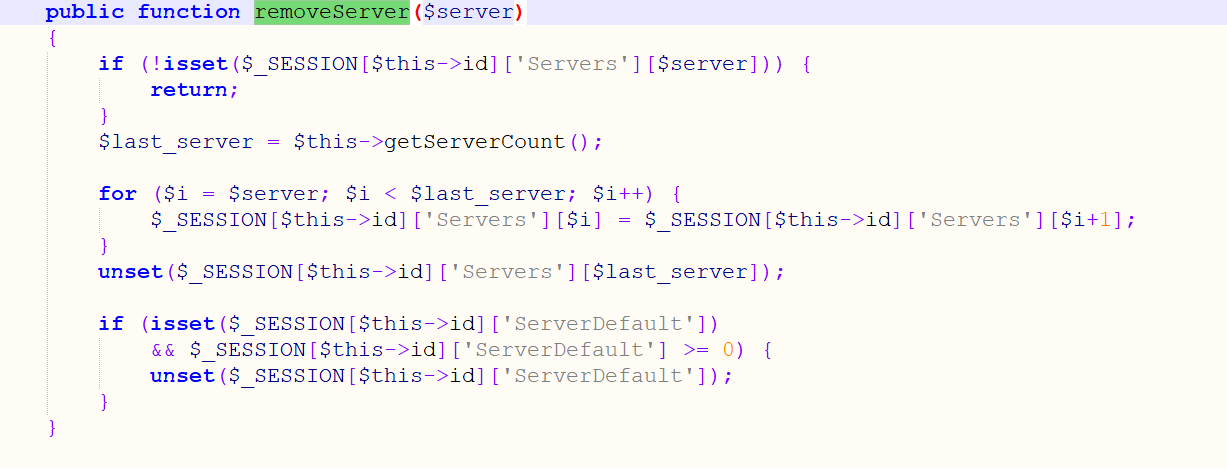 public function removeServer($server)
{
if (!isset($_SESSION[$this->id]['Servers'][$server])) {
return;
}
$last_server = $this->getServerCount();
for ($i = $server; $i < $last_server; $i++) {
$_SESSION[$this->id]['Servers'][$i] = $_SESSION[$this->id]['Servers'][$i+1];
}
unset($_SESSION[$this->id]['Servers'][$last_server]);
if (isset($_SESSION[$this->id]['ServerDefault'])
&& $_SESSION[$this->id]['ServerDefault'] >= 0) {
unset($_SESSION[$this->id]['ServerDefault']);
}
}